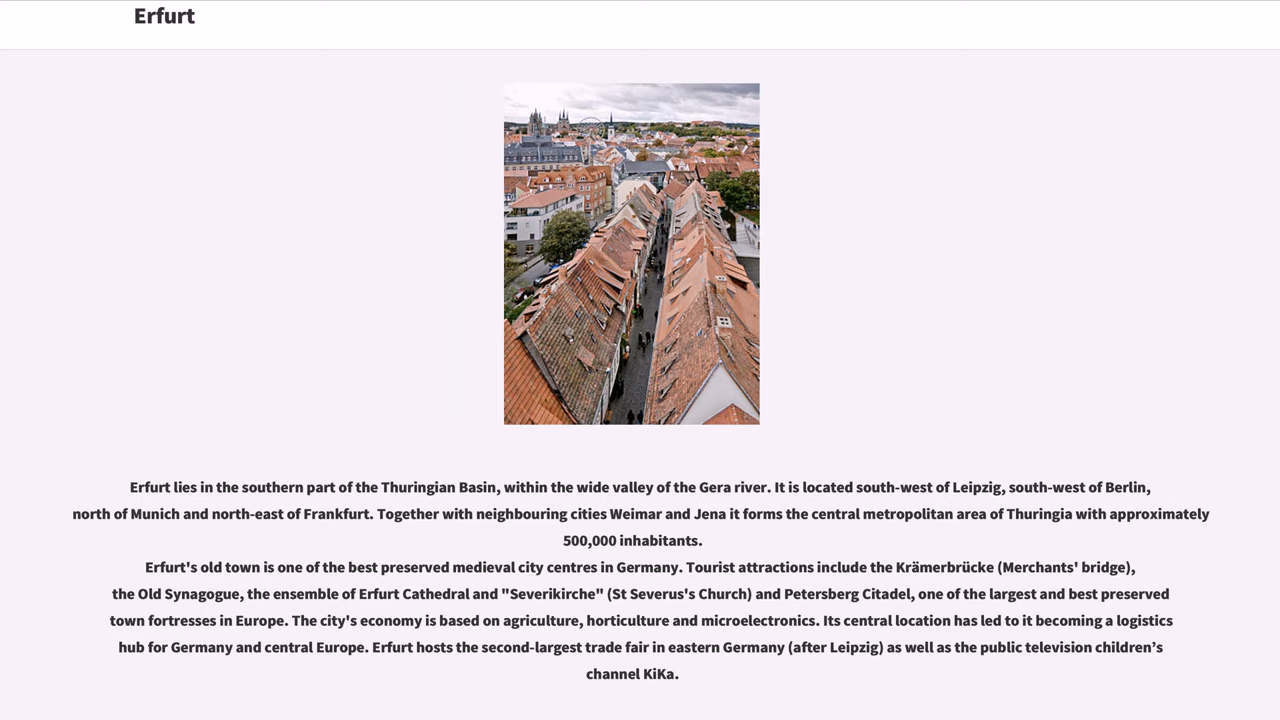 Erfurt
Erfurt lies in the southern part of the Thuringian Basin, within the wide valley of the Gera river. It is located south-west of Leipzig, south-west of Berlin,
north of Munich and north-east of Frankfurt. Together with neighbouring cities Weimar and Jena it forms the central metropolitan area of Thuringia with approximately
500,000 inhabitants.
Erfurt's old town is one of the best preserved medieval city centres in Germany. Tourist attractions include the Krämerbrücke (Merchants' bridge),
the Old Synagogue, the ensemble of Erfurt Cathedral and "Severikirche" (St Severus's Church) and Petersberg Citadel, one of the largest and best preserved
town fortresses in Europe. The city's economy is based on agriculture, horticulture and microelectronics. Its central location has led to it becoming a logistics
hub for Germany and central Europe. Erfurt hosts the second-largest trade fair in eastern Germany (after Leipzig) as well as the public television children’s
channel KiKa.